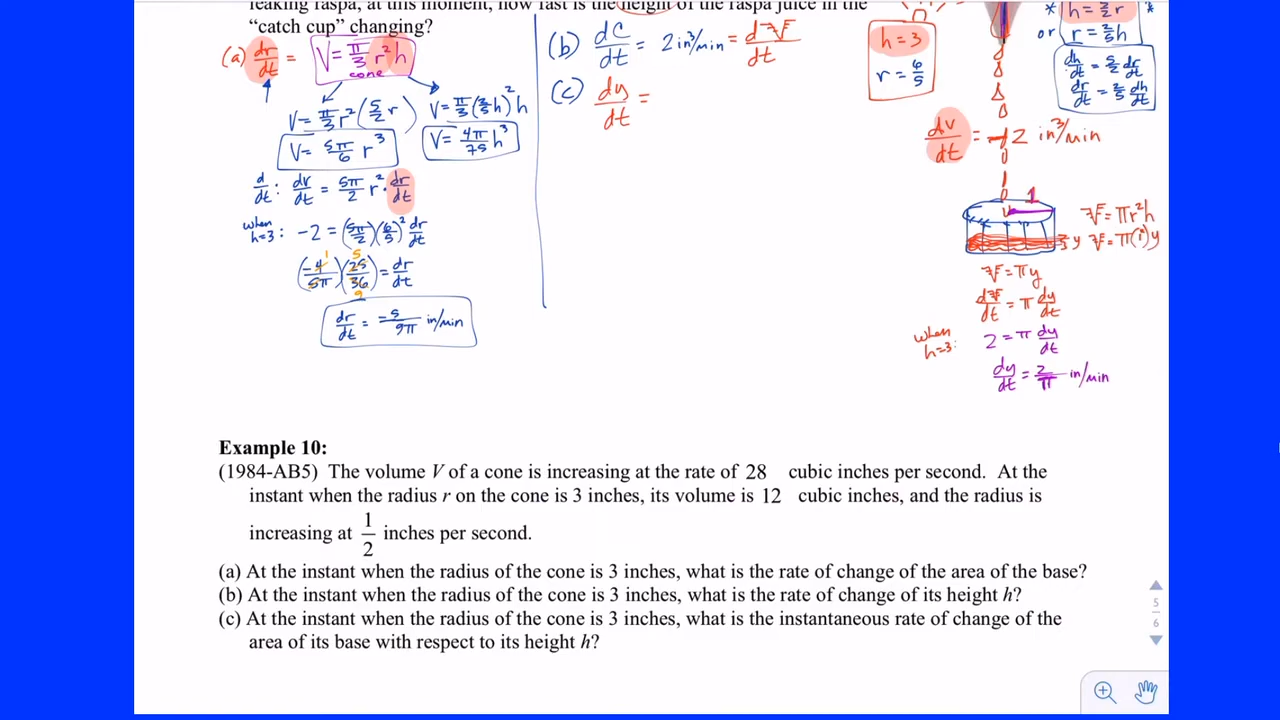 leaking raspa, at this moment, how fast is the height of the raspa juice in the
“catch cup” changing?
(a) dr/dt =
V = π/3 r²h
cone
V = π/3 r² (5/2 r)
V = 5π/6 r³
V = π/3 (2/5 h)² h
V = 4π/75 h³
d/dt: dv/dt = 5π/2 r² · dr/dt
when h=3: -2 = (5π/2)(6/5)² dr/dt
(-4/5π)(25/36) = dr/dt
1 5 9
dr/dt = -5/9π in/min
(b) dC/dt = 2 in³/min = dV/dt
(c) dy/dt =
h = 3
r = 6/5
* h = 5/2 r *
or r = 2/5 h
dh/dt = 5/2 dr/dt
dr/dt = 2/5 dh/dt
dv/dt = -2 in³/min
1
y
V = πr²h
V = π(1²)y
V = πy
dV/dt = π dy/dt
when h=3: 2 = π dy/dt
dy/dt = 2/π in/min
Example 10:
(1984-AB5) The volume V of a cone is increasing at the rate of 28 cubic inches per second. At the
instant when the radius r on the cone is 3 inches, its volume is 12 cubic inches, and the radius is
increasing at 1/2 inches per second.
(a) At the instant when the radius of the cone is 3 inches, what is the rate of change of the area of the base?
(b) At the instant when the radius of the cone is 3 inches, what is the rate of change of its height h?
(c) At the instant when the radius of the cone is 3 inches, what is the instantaneous rate of change of the
area of its base with respect to its height h?
5
6